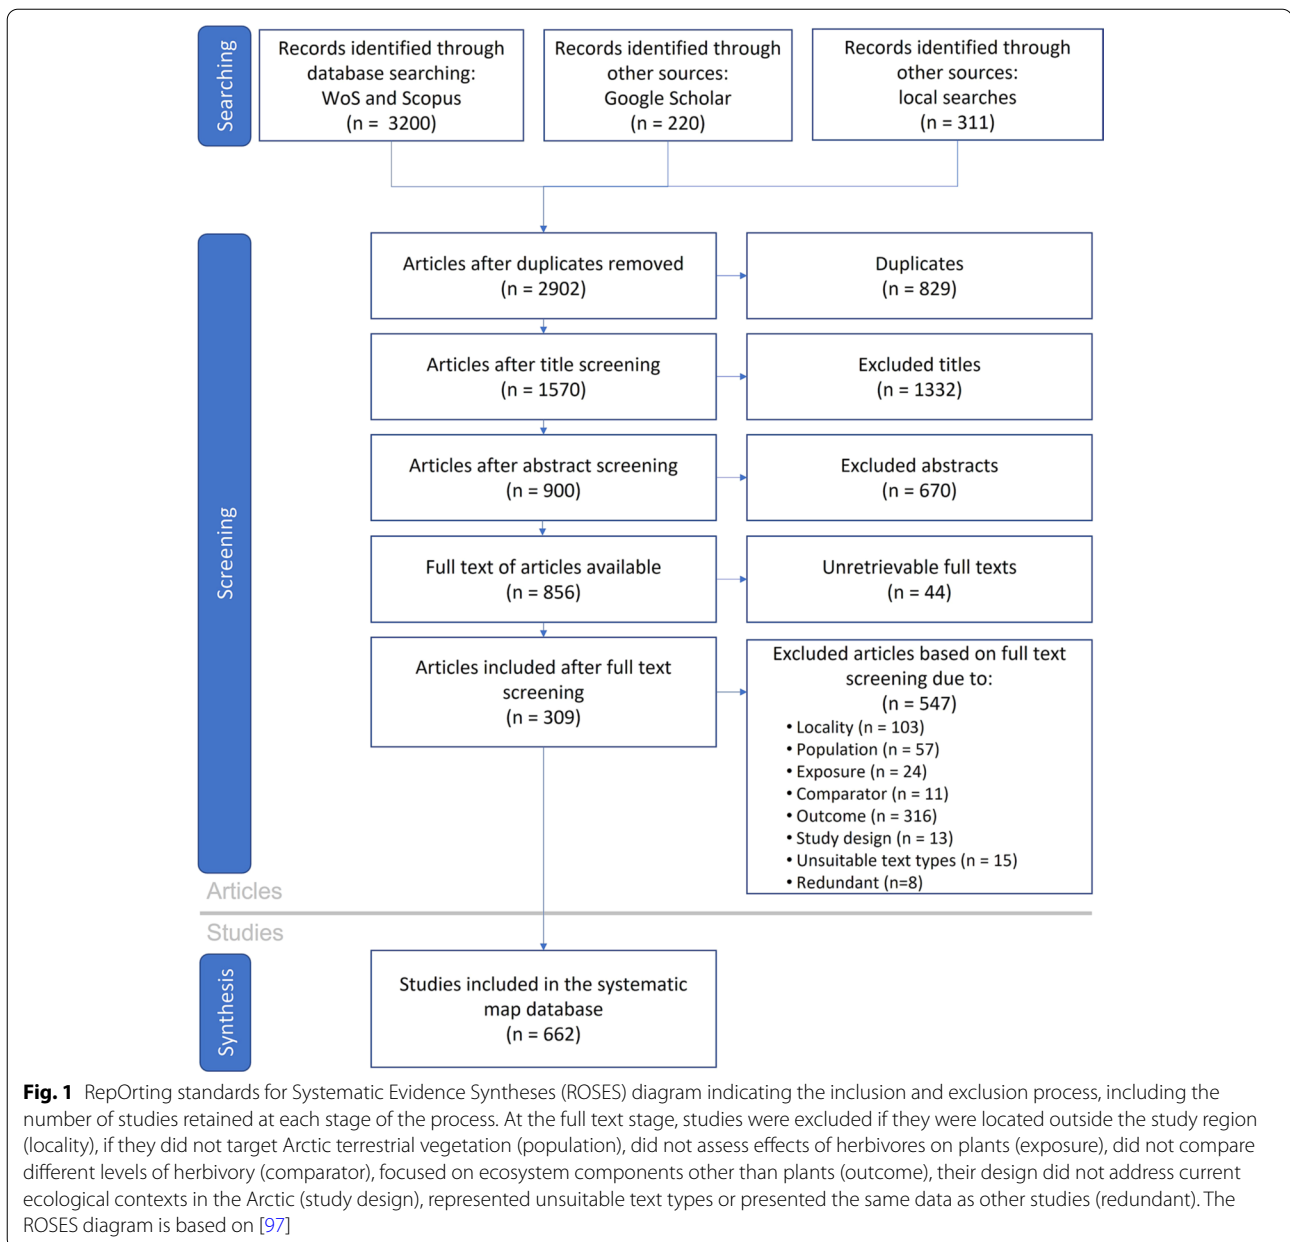 Searching
Records identified through
database searching:
WoS and Scopus
(n =  3200)
Records identified through
other sources:
Google Scholar
(n = 220)
Records identified through
other sources:
local searches
(n = 311)
Screening
Articles after duplicates removed
(n = 2902)
Duplicates
(n = 829)
Articles after title screening
(n = 1570)
Excluded titles
(n = 1332)
Articles after abstract screening
(n = 900)
Excluded abstracts
(n = 670)
Full text of articles available
(n = 856)
Unretrievable full texts
(n = 44)
Articles included after full text
screening
(n = 309)
Excluded articles based on full text
screening due to:
(n = 547)
• Locality (n = 103)
• Population (n = 57)
• Exposure (n = 24)
• Comparator (n = 11)
• Outcome (n = 316)
• Study design (n = 13)
• Unsuitable text types (n = 15)
• Redundant (n=8)
Articles
Studies
Synthesis
Studies included in the systematic
map database
(n = 662)
Fig. 1 RepOrting standards for Systematic Evidence Syntheses (ROSES) diagram indicating the inclusion and exclusion process, including the
number of studies retained at each stage of the process. At the full text stage, studies were excluded if they were located outside the study region
(locality), if they did not target Arctic terrestrial vegetation (population), did not assess effects of herbivores on plants (exposure), did not compare
different levels of herbivory (comparator), focused on ecosystem components other than plants (outcome), their design did not address current
ecological contexts in the Arctic (study design), represented unsuitable text types or presented the same data as other studies (redundant). The
ROSES diagram is based on [97]